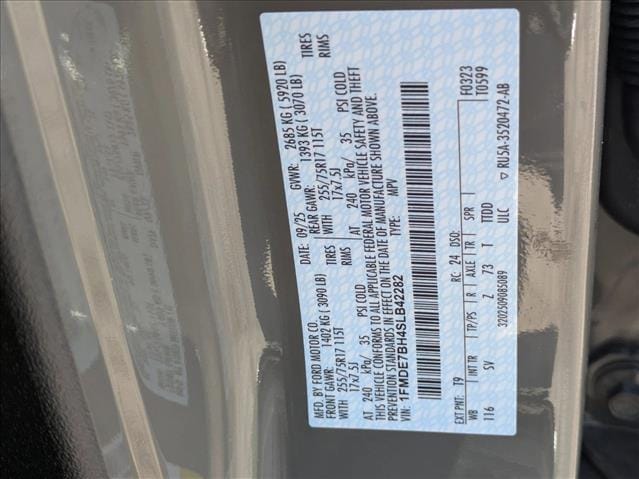 MFD. BY FORD MOTOR CO. DATE: 09/25 GVWR: 2685 KG ( 5920 LB)
FRONT GAWR: 1402 KG ( 3090 LB) REAR GAWR: 1393 KG ( 3070 LB)
WITH 255/75R17 115T TIRES WITH 255/75R17 115T TIRES
17x7.5J RIMS 17x7.5J RIMS
AT 240 kPa/ 35 PSI COLD AT 240 kPa/ 35 PSI COLD
THIS VEHICLE CONFORMS TO ALL APPLICABLE FEDERAL MOTOR VEHICLE SAFETY AND THEFT
PREVENTION STANDARDS IN EFFECT ON THE DATE OF MANUFACTURE SHOWN ABOVE.
VIN: 1FMDE7BH4SLB42282 TYPE: MPV
F0323
T0599
EXT PNT: T9 RC: 24 DSO:
WB INT TR TP/PS R AXLE TR SPR
116 SV Z 73 T TTDD
ULC
3202509085089 ▽ RU5A-3520472-AB